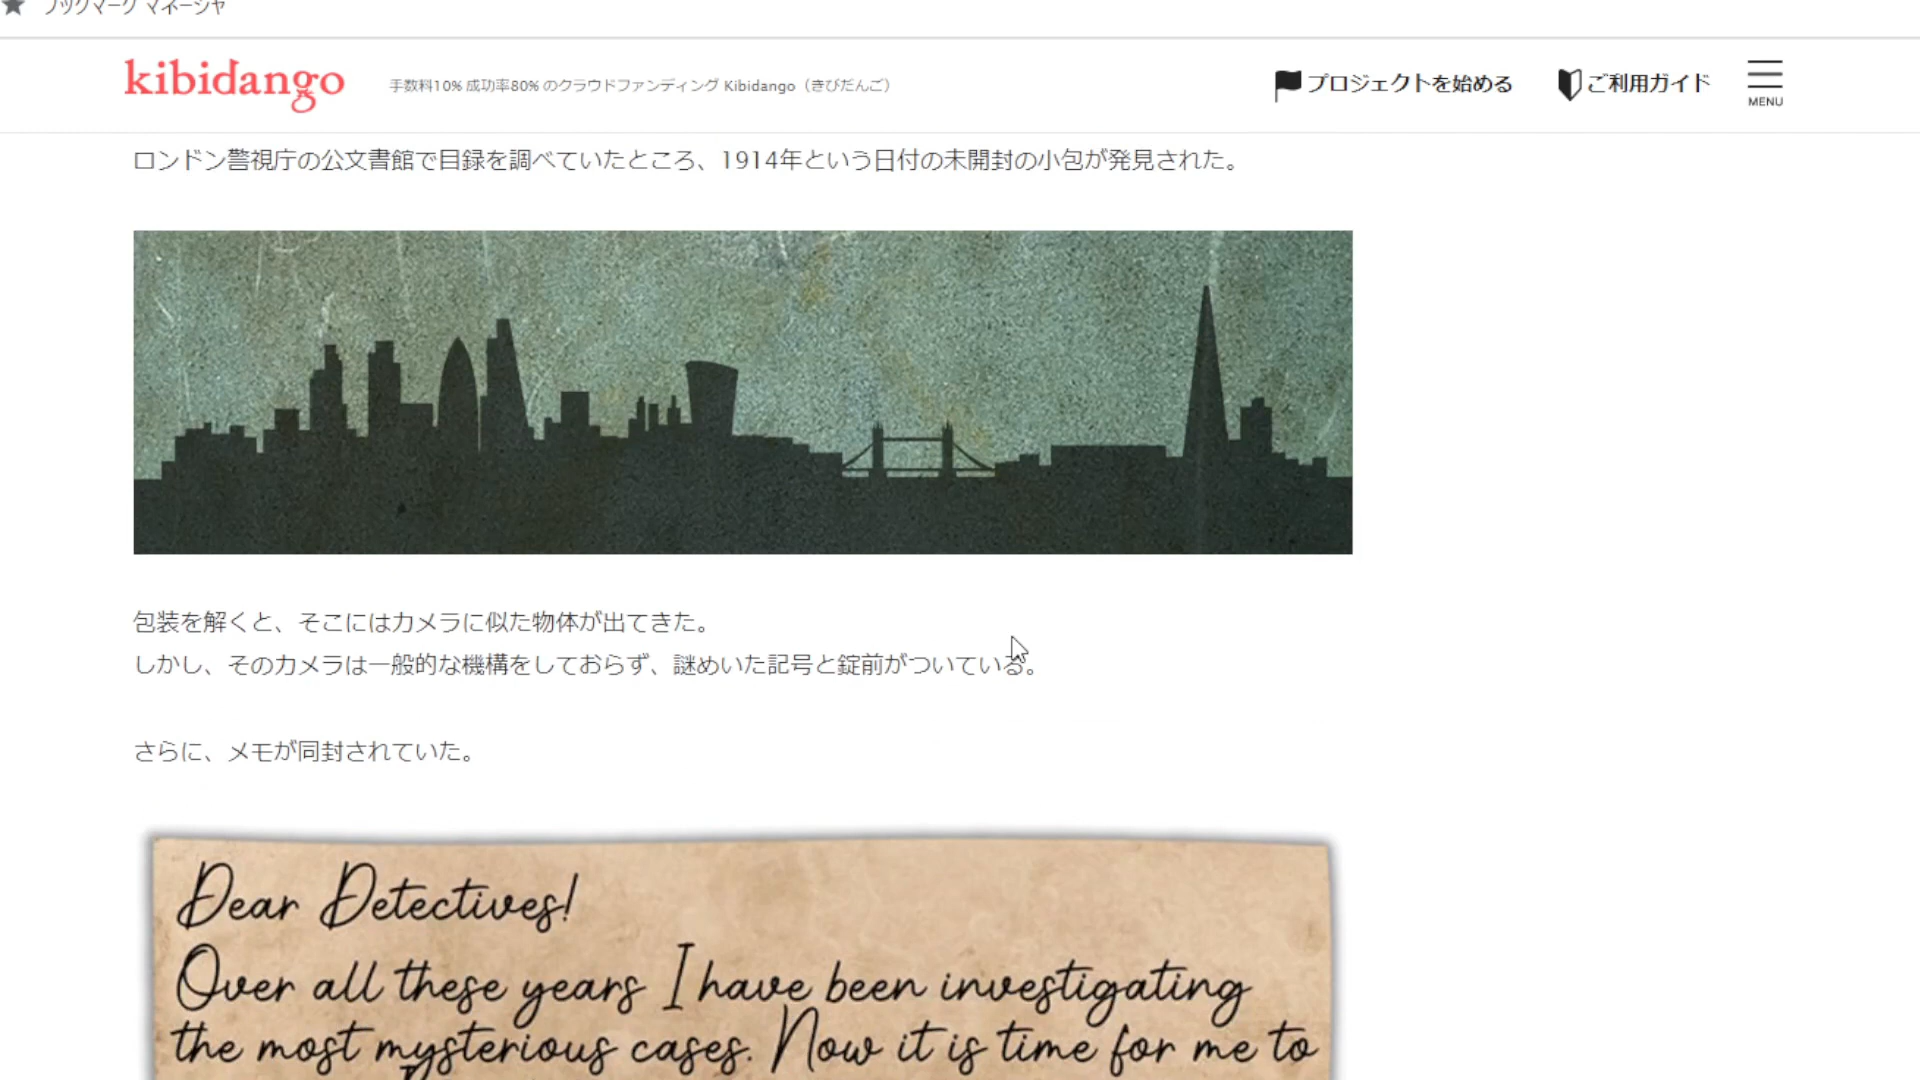 ブックマーク マネージャ
kibidango
手数料10% 成功率80% のクラウドファンディング Kibidango（きびだんご）
プロジェクトを始める
ご利用ガイド
MENU
ロンドン警視庁の公文書館で目録を調べていたところ、1914年という日付の未開封の小包が発見された。
包装を解くと、そこにはカメラに似た物体が出てきた。
しかし、そのカメラは一般的な機構をしておらず、謎めいた記号と錠前がついている。
さらに、メモが同封されていた。
Dear Detectives!
Over all these years I have been investigating
the most mysterious cases. Now it is time for me to